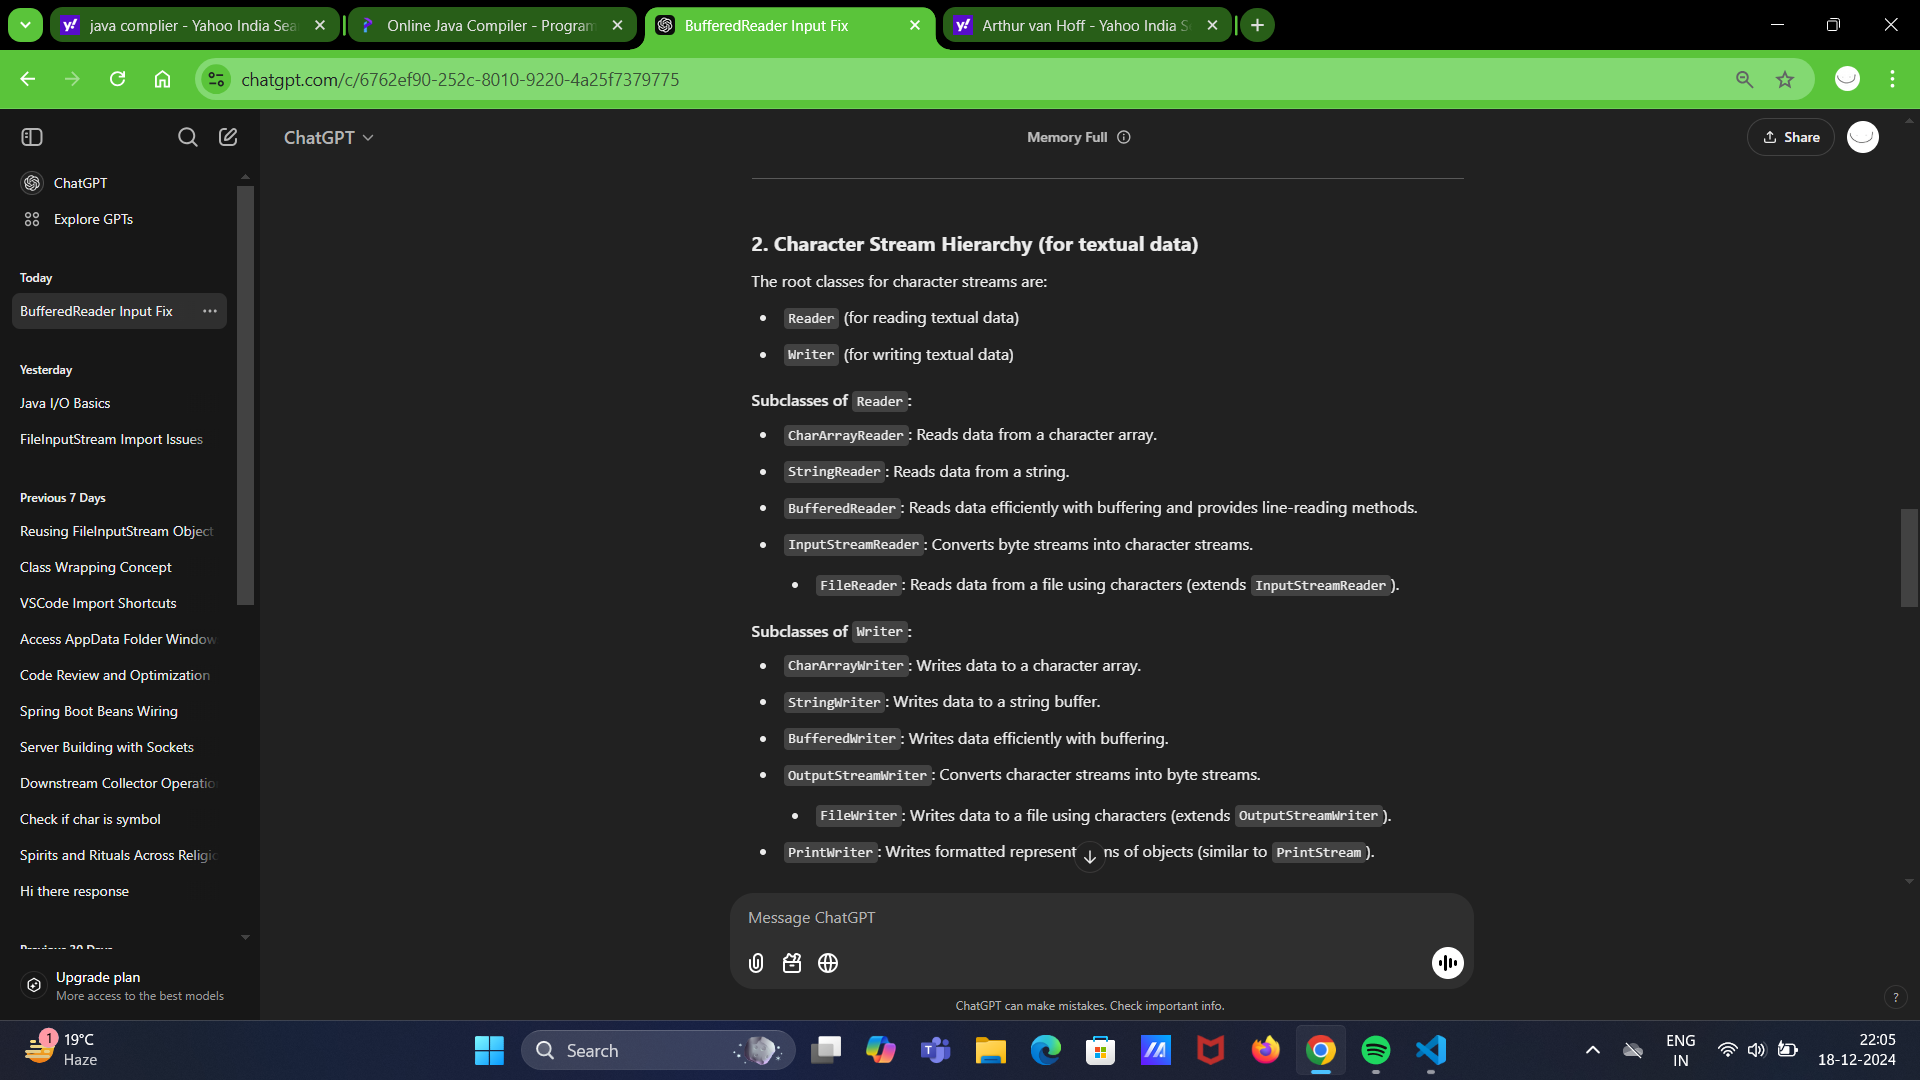 java complier - Yahoo India Sea
Online Java Compiler - Program
BufferedReader Input Fix
Arthur van Hoff - Yahoo India S
chatgpt.com/c/6762ef90-252c-8010-9220-4a25f7379775
ChatGPT
Memory Full
Share
ChatGPT
Explore GPTs
Today
BufferedReader Input Fix
Yesterday
Java I/O Basics
FileInputStream Import Issues
Previous 7 Days
Reusing FileInputStream Object
Class Wrapping Concept
VSCode Import Shortcuts
Access AppData Folder Window
Code Review and Optimization
Spring Boot Beans Wiring
Server Building with Sockets
Downstream Collector Operatio
Check if char is symbol
Spirits and Rituals Across Religio
Hi there response
Previous 30 Days
Upgrade plan
More access to the best models
2. Character Stream Hierarchy (for textual data)
The root classes for character streams are:
Reader (for reading textual data)
Writer (for writing textual data)
Subclasses of Reader:
CharArrayReader: Reads data from a character array.
StringReader: Reads data from a string.
BufferedReader: Reads data efficiently with buffering and provides line-reading methods.
InputStreamReader: Converts byte streams into character streams.
FileReader: Reads data from a file using characters (extends InputStreamReader).
Subclasses of Writer:
CharArrayWriter: Writes data to a character array.
StringWriter: Writes data to a string buffer.
BufferedWriter: Writes data efficiently with buffering.
OutputStreamWriter: Converts character streams into byte streams.
FileWriter: Writes data to a file using characters (extends OutputStreamWriter).
PrintWriter: Writes formatted represent ns of objects (similar to PrintStream).
Message ChatGPT
ChatGPT can make mistakes. Check important info.
?
1
19°C
Haze
Search
ENG
IN
22:05
18-12-2024